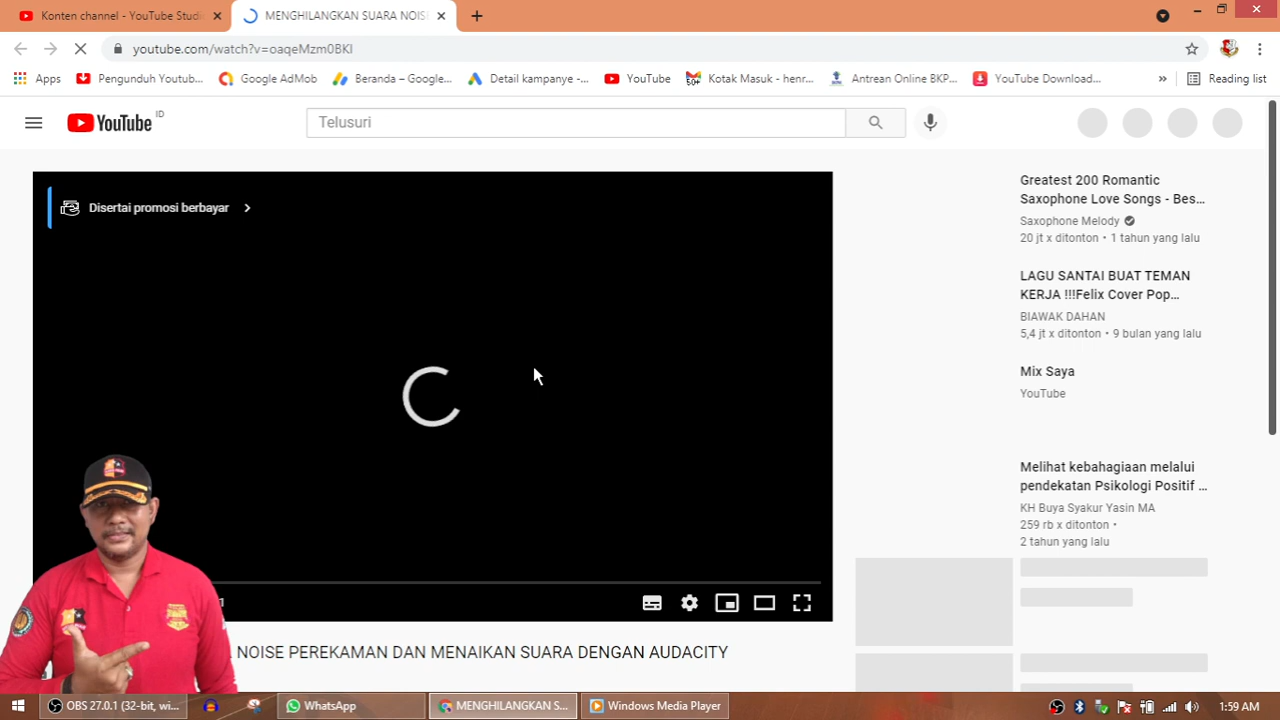 Konten channel - YouTube Stud
MENGHILANGKAN SUARA NOISE
youtube.com/watch?v=oaqeMzm0BKI
Apps
Pengunduh Youtub...
Google AdMob
Beranda – Google...
Detail kampanye -...
YouTube
50+
Kotak Masuk - henr...
Antrean Online BKP...
YouTube Download...
»
Reading list
YouTube ID
Telusuri
Disertai promosi berbayar
Greatest 200 Romantic
Saxophone Love Songs - Bes...
Saxophone Melody
20 jt x ditonton • 1 tahun yang lalu
LAGU SANTAI BUAT TEMAN
KERJA !!!Felix Cover Pop...
BIAWAK DAHAN
5,4 jt x ditonton • 9 bulan yang lalu
Mix Saya
YouTube
Melihat kebahagiaan melalui
pendekatan Psikologi Positif ...
KH Buya Syakur Yasin MA
259 rb x ditonton •
2 tahun yang lalu
NOISE PEREKAMAN DAN MENAIKAN SUARA DENGAN AUDACITY
OBS 27.0.1 (32-bit, wi...
WhatsApp
MENGHILANGKAN S...
Windows Media Player
1:59 AM